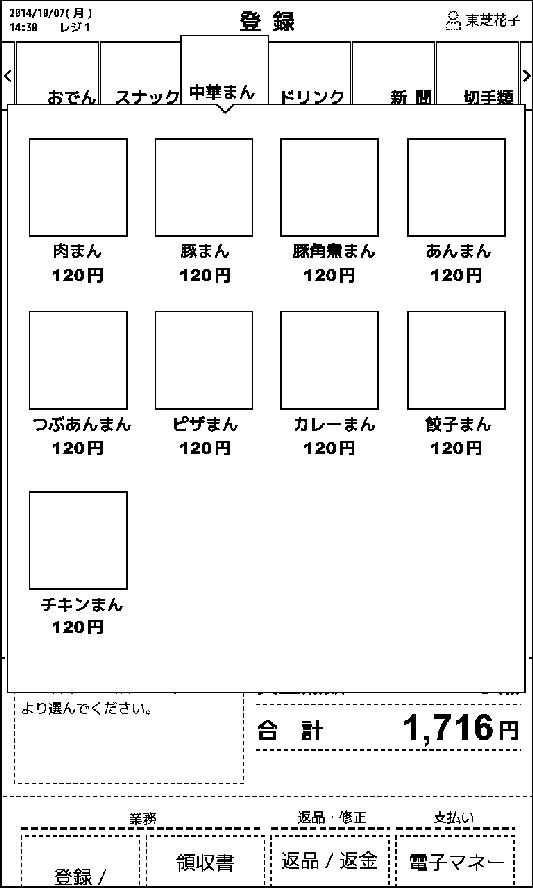 2014/10/07(月) 登 録 東芝花子
14:30 レジ1
< おでん スナック 中華まん ドリンク 新 聞 切手類 >
肉まん 豚まん 豚角煮まん あんまん
120円 120円 120円 120円
つぶあんまん ピザまん カレーまん 餃子まん
120円 120円 120円 120円
チキンまん
120円
より選んでください。
合 計 1,716円
業務 返品・修正 支払い
登録 / 領収書 返品 / 返金 電子マネー